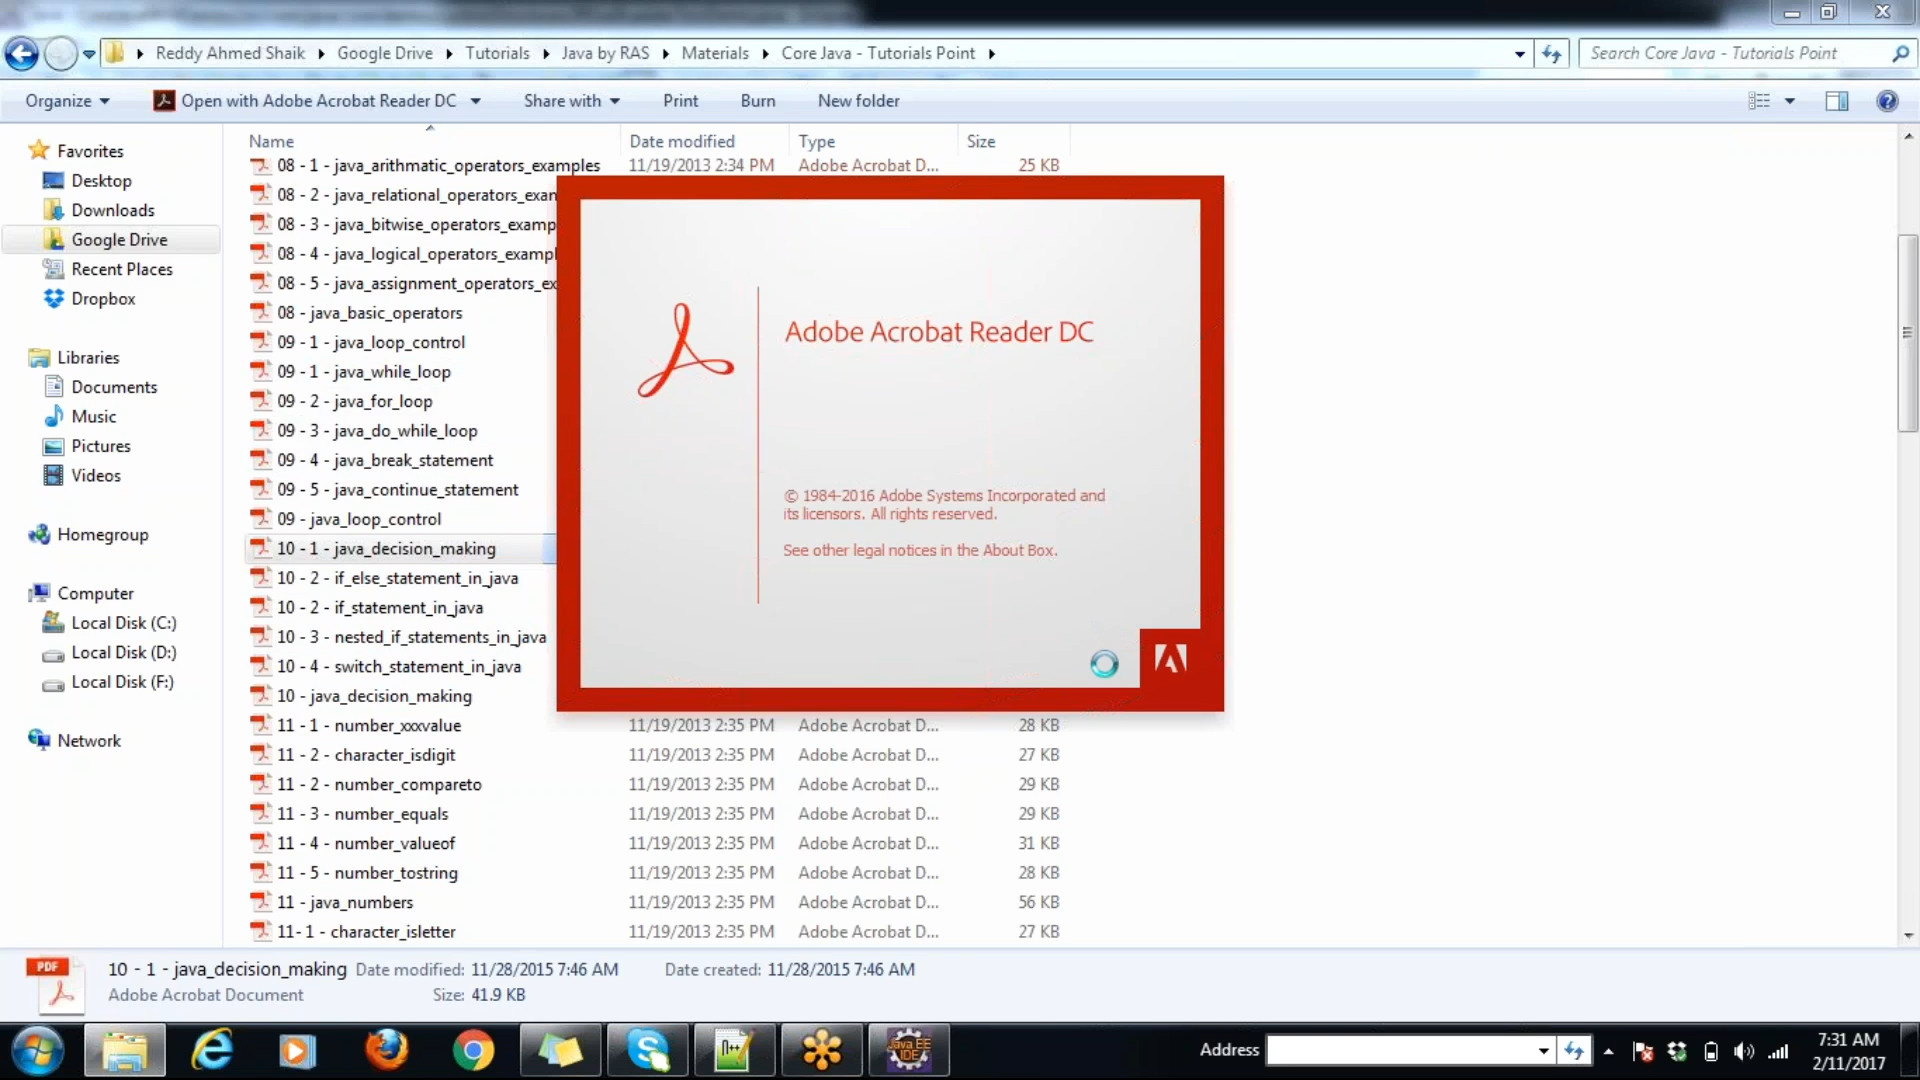 Reddy Ahmed Shaik Google Drive Tutorials Java by RAS Materials Core Java - Tutorials Point
Search Core Java - Tutorials Point
Organize Open with Adobe Acrobat Reader DC Share with Print Burn New folder
Favorites
Desktop
Downloads
Google Drive
Recent Places
Dropbox
Libraries
Documents
Music
Pictures
Videos
Homegroup
Computer
Local Disk (C:)
Local Disk (D:)
Local Disk (F:)
Network
Name Date modified Type Size
08 - 1 - java_arithmatic_operators_examples 11/19/2013 2:34 PM Adobe Acrobat D... 25 KB
08 - 2 - java_relational_operators_exan
08 - 3 - java_bitwise_operators_examp
08 - 4 - java_logical_operators_exampl
08 - 5 - java_assignment_operators_ex
08 - java_basic_operators
09 - 1 - java_loop_control
09 - 1 - java_while_loop
09 - 2 - java_for_loop
09 - 3 - java_do_while_loop
09 - 4 - java_break_statement
09 - 5 - java_continue_statement
09 - java_loop_control
10 - 1 - java_decision_making
10 - 2 - if_else_statement_in_java
10 - 2 - if_statement_in_java
10 - 3 - nested_if_statements_in_java
10 - 4 - switch_statement_in_java
10 - java_decision_making
11 - 1 - number_xxxvalue 11/19/2013 2:35 PM Adobe Acrobat D... 28 KB
11 - 2 - character_isdigit 11/19/2013 2:35 PM Adobe Acrobat D... 27 KB
11 - 2 - number_compareto 11/19/2013 2:35 PM Adobe Acrobat D... 29 KB
11 - 3 - number_equals 11/19/2013 2:35 PM Adobe Acrobat D... 29 KB
11 - 4 - number_valueof 11/19/2013 2:35 PM Adobe Acrobat D... 31 KB
11 - 5 - number_tostring 11/19/2013 2:35 PM Adobe Acrobat D... 28 KB
11 - java_numbers 11/19/2013 2:35 PM Adobe Acrobat D... 56 KB
11- 1 - character_isletter 11/19/2013 2:35 PM Adobe Acrobat D... 27 KB
Adobe Acrobat Reader DC
© 1984-2016 Adobe Systems Incorporated and
its licensors. All rights reserved.
See other legal notices in the About Box.
PDF
10 - 1 - java_decision_making Date modified: 11/28/2015 7:46 AM Date created: 11/28/2015 7:46 AM
Adobe Acrobat Document Size: 41.9 KB
n++
Java EE
IDE
Address
7:31 AM
2/11/2017